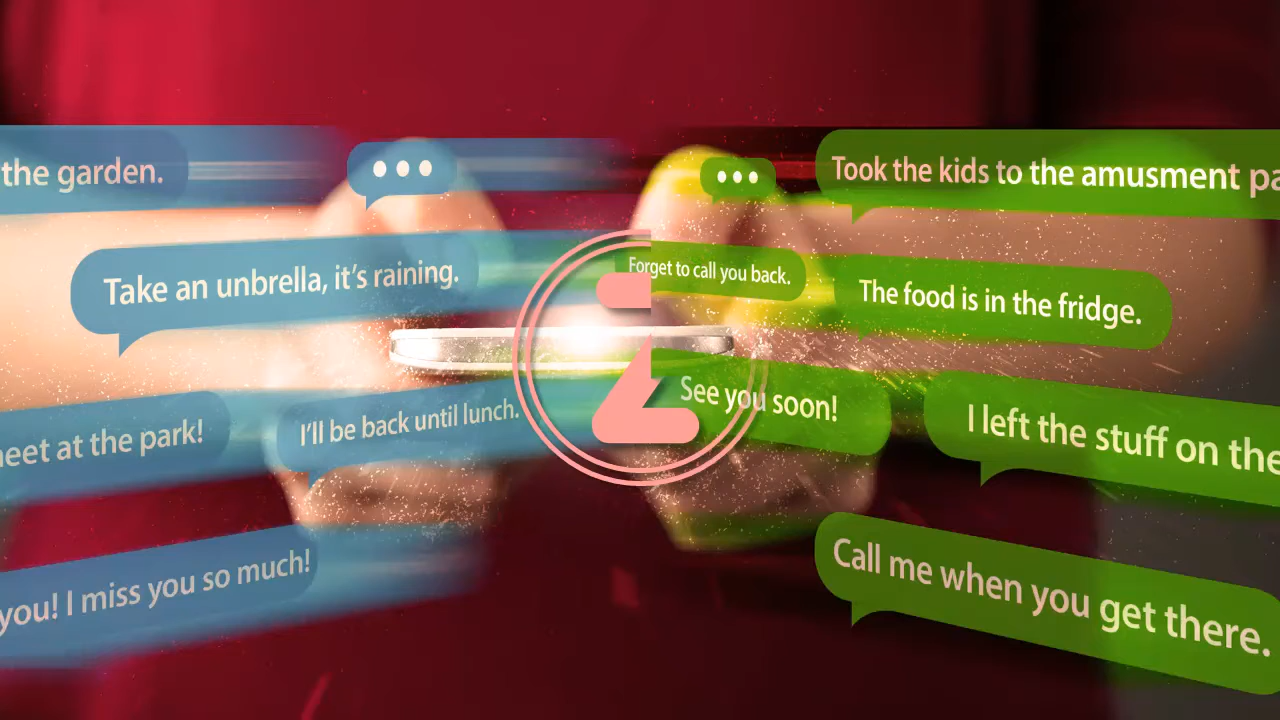 the garden.
Took the kids to the amusment pa
Take an unbrella, it's raining.
Forget to call you back.
The food is in the fridge.
eet at the park!
I'll be back until lunch.
See you soon!
I left the stuff on the
you! I miss you so much!
Call me when you get there.